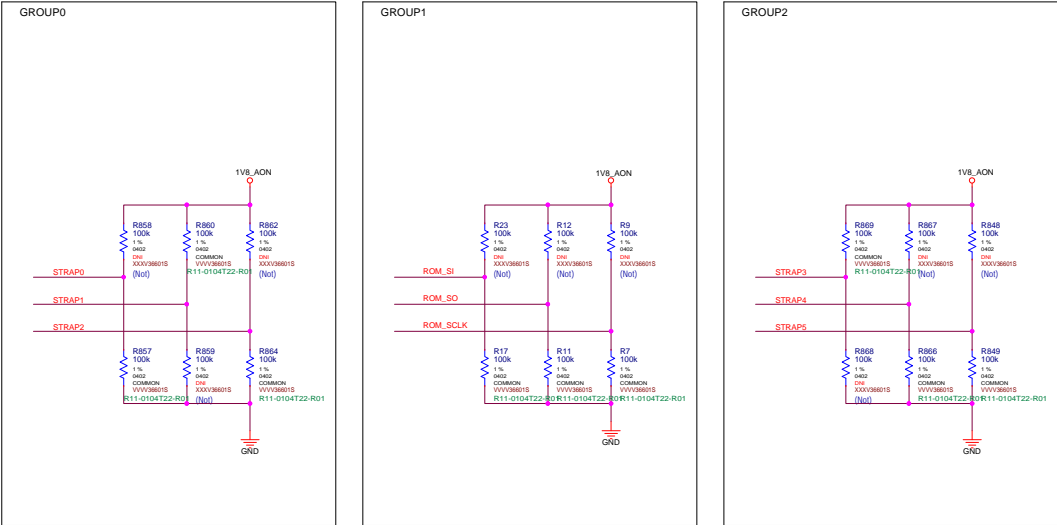 GROUP0
1V8_AON
R858
100k
1 %
0402
DNI
XXXV36601S
(Not)
R860
100k
1 %
0402
COMMON
VVVV36601S
R11-0104T22-R01
R862
100k
1 %
0402
DNI
XXXV36601S
(Not)
STRAP0
STRAP1
STRAP2
R857
100k
1 %
0402
COMMON
VVVV36601S
R11-0104T22-R01
R859
100k
1 %
0402
DNI
XXXV36601S
(Not)
R864
100k
1 %
0402
COMMON
VVVV36601S
R11-0104T22-R01
GND
GROUP1
1V8_AON
R23
100k
1 %
0402
DNI
XXXV36601S
(Not)
R12
100k
1 %
0402
DNI
XXXV36601S
(Not)
R9
100k
1 %
0402
DNI
XXXV36601S
(Not)
ROM_SI
ROM_SO
ROM_SCLK
R17
100k
1 %
0402
COMMON
VVVV36601S
R11-0104T22-R01
R11
100k
1 %
0402
COMMON
VVVV36601S
R11-0104T22-R01
R7
100k
1 %
0402
COMMON
VVVV36601S
R11-0104T22-R01
GND
GROUP2
1V8_AON
R869
100k
1 %
0402
COMMON
VVVV36601S
R11-0104T22-R01
R867
100k
1 %
0402
DNI
XXXV36601S
(Not)
R848
100k
1 %
0402
DNI
XXXV36601S
(Not)
STRAP3
STRAP4
STRAP5
R868
100k
1 %
0402
DNI
XXXV36601S
(Not)
R866
100k
1 %
0402
COMMON
VVVV36601S
R11-0104T22-R01
R849
100k
1 %
0402
COMMON
VVVV36601S
R11-0104T22-R01
GND